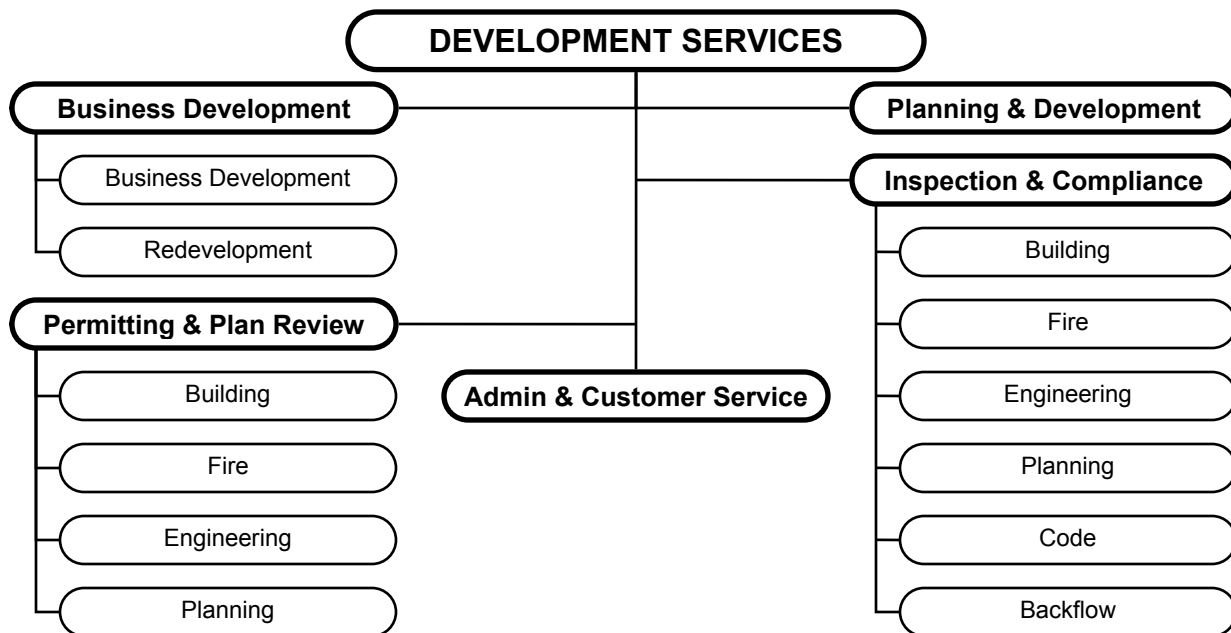 DEVELOPMENT SERVICES
Business Development
Business Development
Redevelopment
Permitting & Plan Review
Building
Fire
Engineering
Planning
Admin & Customer Service
Planning & Development
Inspection & Compliance
Building
Fire
Engineering
Planning
Code
Backflow